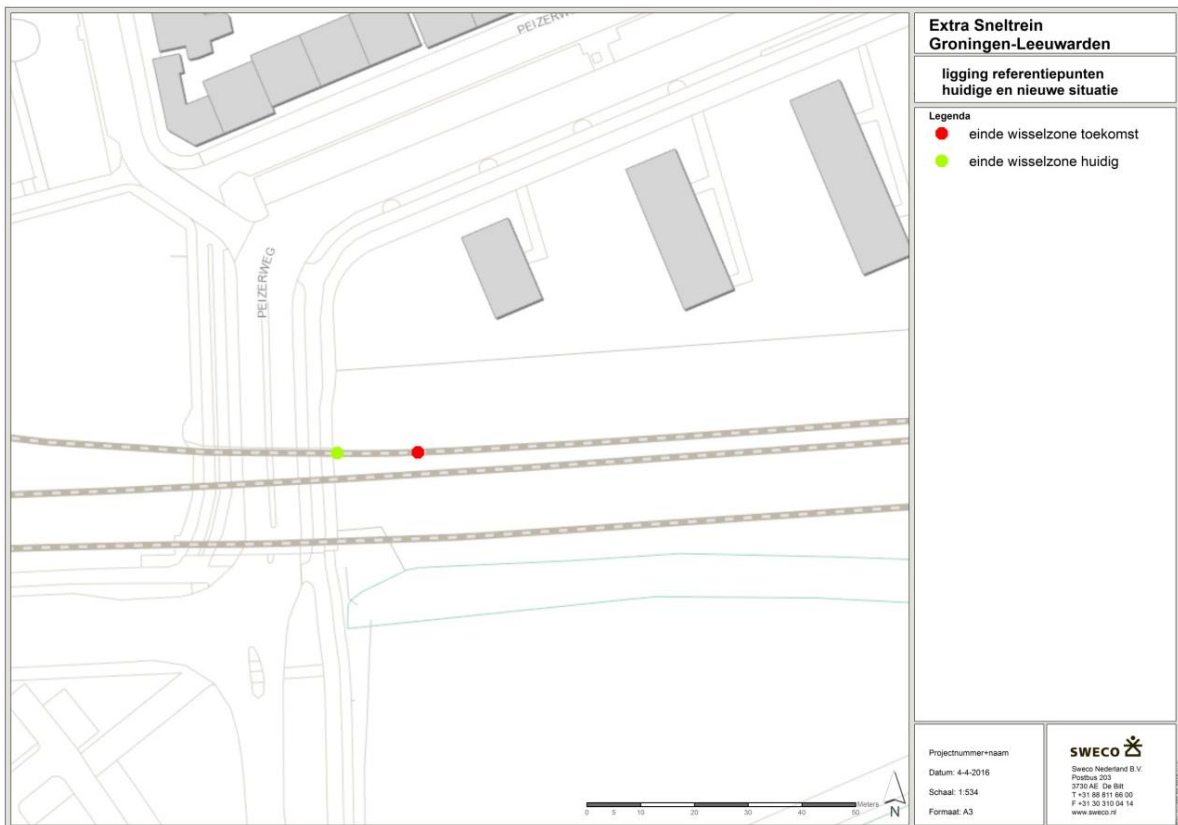 PEIZERWEG
PEIZERWEG
Extra Sneltrein
Groningen-Leeuwarden
ligging referentiepunten
huidige en nieuwe situatie
Legenda
einde wisselzone toekomst
einde wisselzone huidig
Meters
0 5 10 20 30 40 50
N
Projectnummer+naam
Datum: 4-4-2016
Schaal: 1:534
Formaat: A3
SWECO
Sweco Nederland B.V.
Postbus 203
3730 AE De Bilt
T +31 88 811 66 00
F +31 30 310 04 14
www.sweco.nl